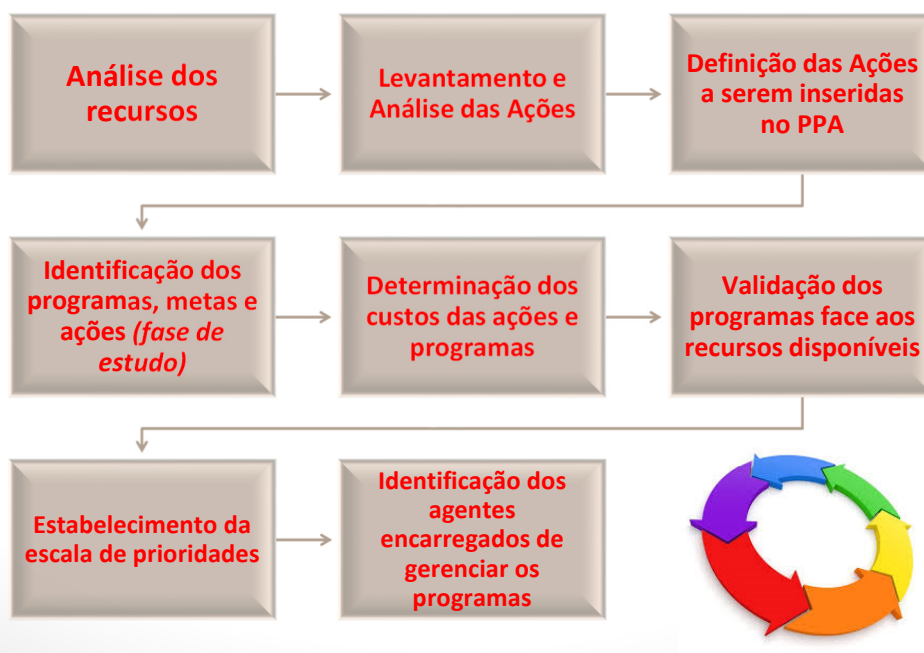 Análise dos
recursos
Levantamento e
Análise das Ações
Definição das Ações
a serem inseridas
no PPA
Identificação dos
programas, metas e
ações (fase de
estudo)
Determinação dos
custos das ações e
programas
Validação dos
programas face aos
recursos disponíveis
Estabelecimento da
escala de prioridades
Identificação dos
agentes
encarregados de
gerenciar os
programas